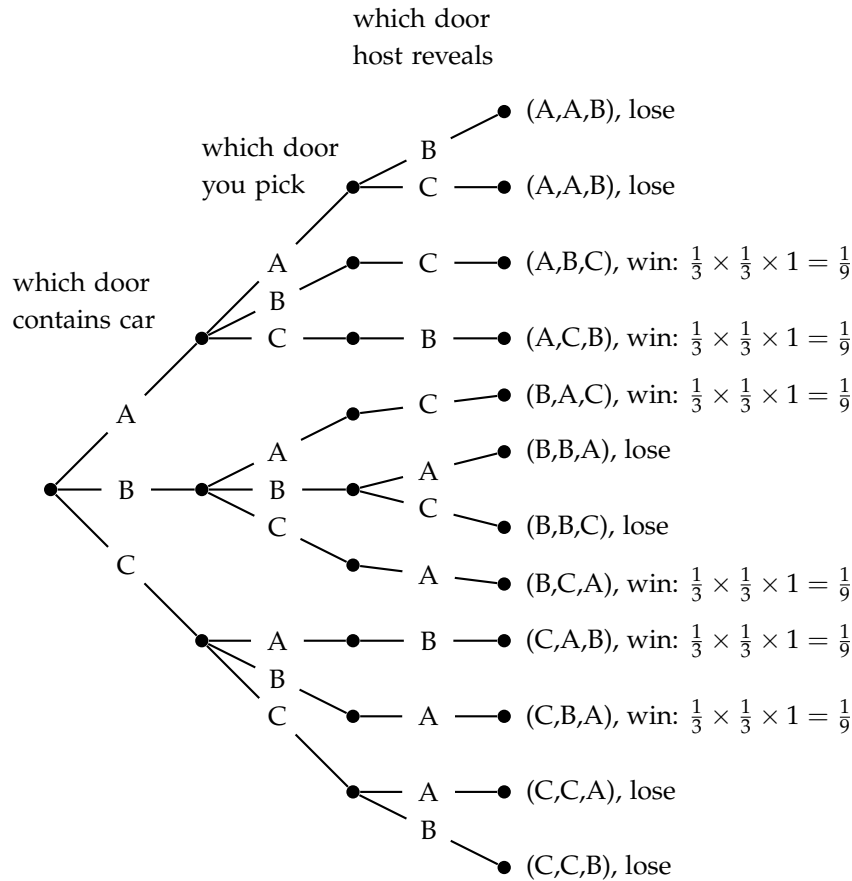 which door
host reveals
which door
you pick
which door
contains car
A
B
C
A
B
C
A
B
C
A
B
C
B
C
C
B
C
A
C
A
B
A
A
B
(A,A,B), lose
(A,A,B), lose
(A,B,C), win: 1/3 × 1/3 × 1 = 1/9
(A,C,B), win: 1/3 × 1/3 × 1 = 1/9
(B,A,C), win: 1/3 × 1/3 × 1 = 1/9
(B,B,A), lose
(B,B,C), lose
(B,C,A), win: 1/3 × 1/3 × 1 = 1/9
(C,A,B), win: 1/3 × 1/3 × 1 = 1/9
(C,B,A), win: 1/3 × 1/3 × 1 = 1/9
(C,C,A), lose
(C,C,B), lose